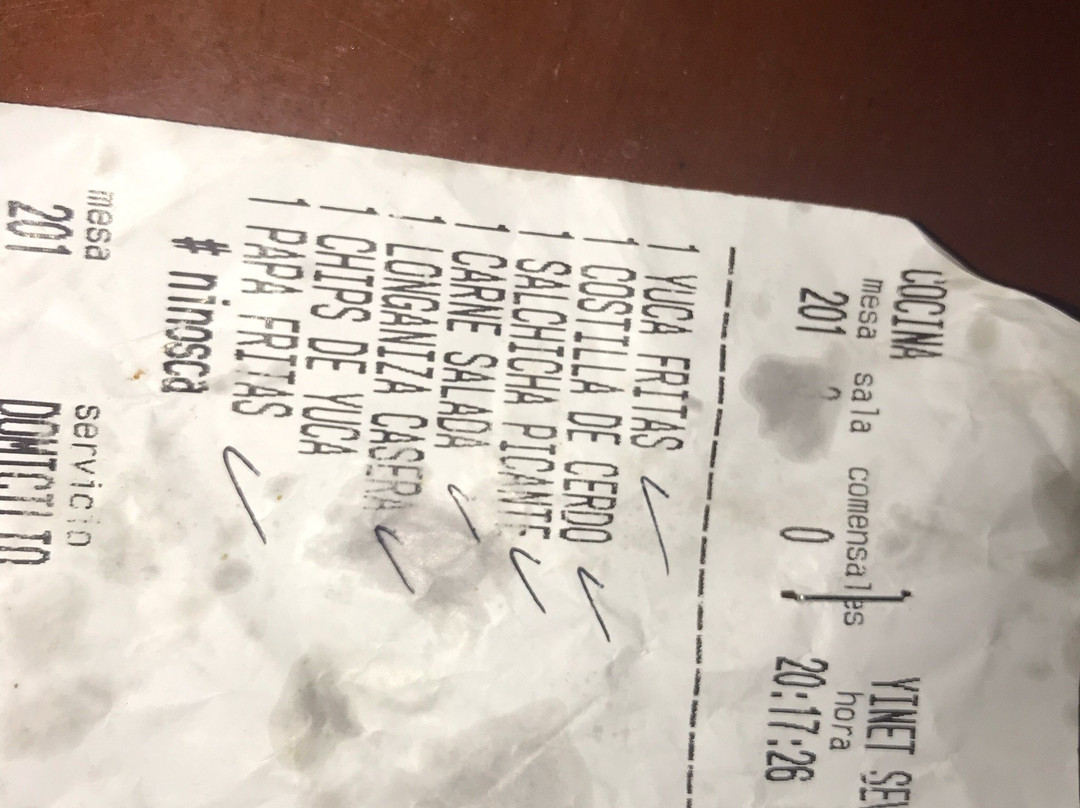 COCINA YINET SE
mesa sala comensales hora
201 2 0 20:17:26
1 YUCA FRITAS
1 COSTILLA DE CERDO
1 SALCHICHA PICANTE
1 CARNE SALADA
1 LONGANIZA CASERA
1 CHIPS DE YUCA
1 PAPA FRITAS
# ninosca
mesa servicio
201 DOMICILIO